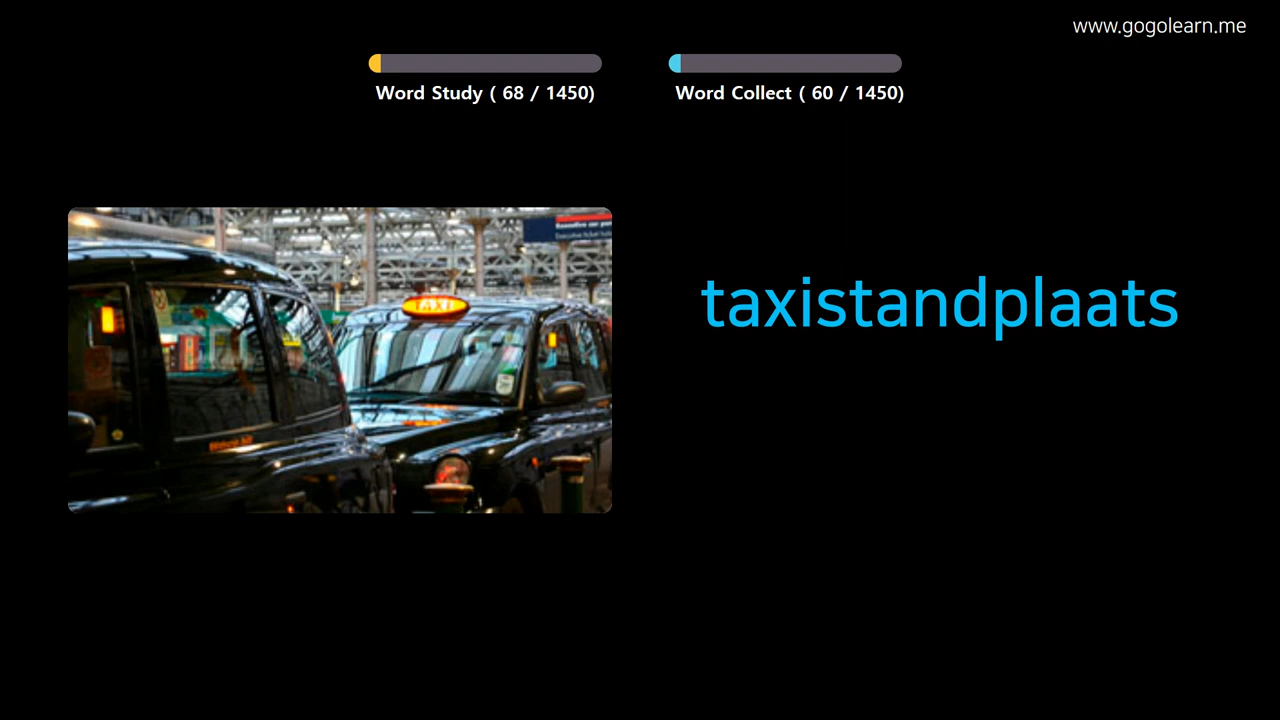 www.gogolearn.me
Word Study ( 68 / 1450)
Word Collect ( 60 / 1450)
TAXI
taxistandplaats